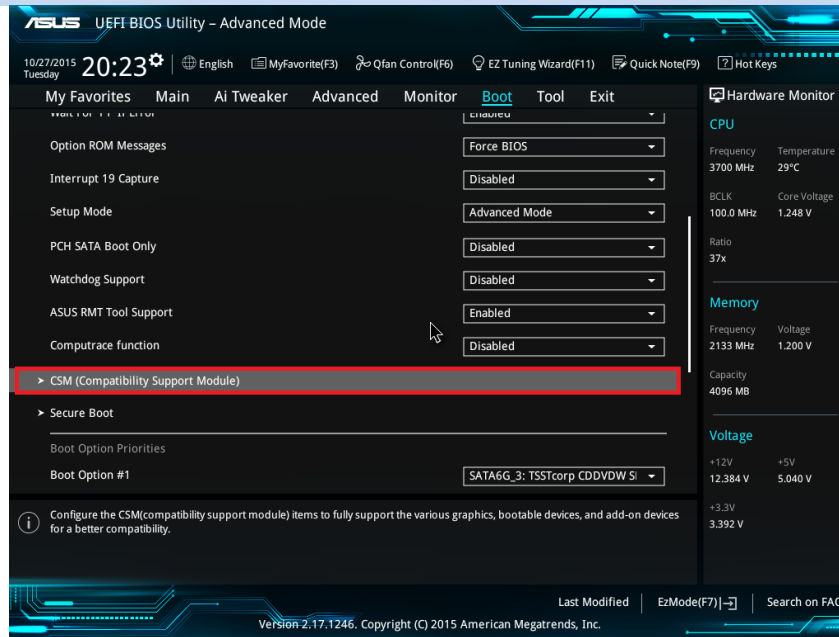 ASUS UEFI BIOS Utility – Advanced Mode
10/27/2015 Tuesday 20:23 English MyFavorite(F3) Qfan Control(F6) EZ Tuning Wizard(F11) Quick Note(F9) ? Hot Keys
My Favorites Main Ai Tweaker Advanced Monitor Boot Tool Exit
Hardware Monitor
Enabled
Option ROM Messages Force BIOS
Interrupt 19 Capture Disabled
Setup Mode Advanced Mode
PCH SATA Boot Only Disabled
Watchdog Support Disabled
ASUS RMT Tool Support Enabled
Computrace function Disabled
CSM (Compatibility Support Module)
Secure Boot
Boot Option Priorities
Boot Option #1 SATA6G_3: TSSTcorp CDDVDW
Configure the CSM(compatibility support module) items to fully support the various graphics, bootable devices, and add-on devices
for a better compatibility.
CPU
Frequency Temperature
3700 MHz 29°C
BCLK Core Voltage
100.0 MHz 1.248 V
Ratio
37x
Memory
Frequency Voltage
2133 MHz 1.200 V
Capacity
4096 MB
Voltage
+12V +5V
12.384 V 5.040 V
+3.3V
3.392 V
Last Modified EzMode(F7) Search on FAQ
Version 2.17.1246. Copyright (C) 2015 American Megatrends, Inc.